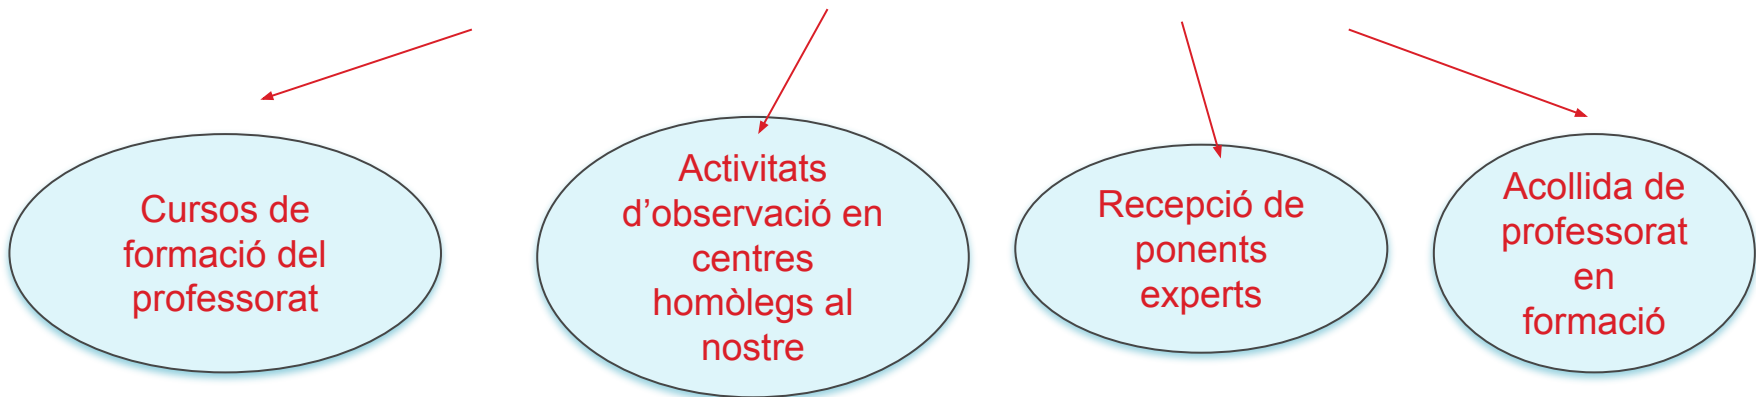 Cursos de
formació del
professorat
Activitats
d’observació en
centres
homòlegs al
nostre
Recepció de
ponents
experts
Acollida de
professorat
en
formació